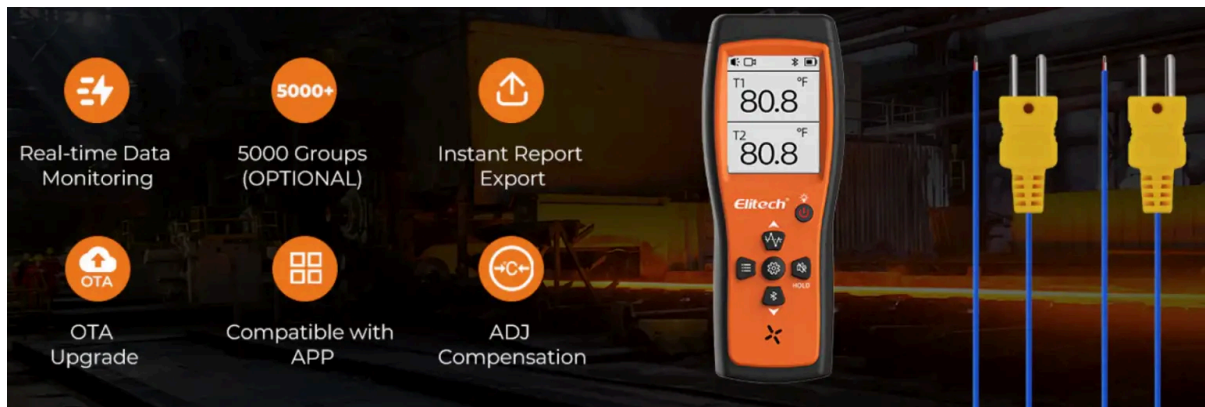 5000+
Real-time Data
Monitoring
5000 Groups
(OPTIONAL)
Instant Report
Export
OTA
→°C←
OTA
Upgrade
Compatible with
APP
ADJ
Compensation
T1 °F
80.8
T2 °F
80.8
Elitech®
HOLD